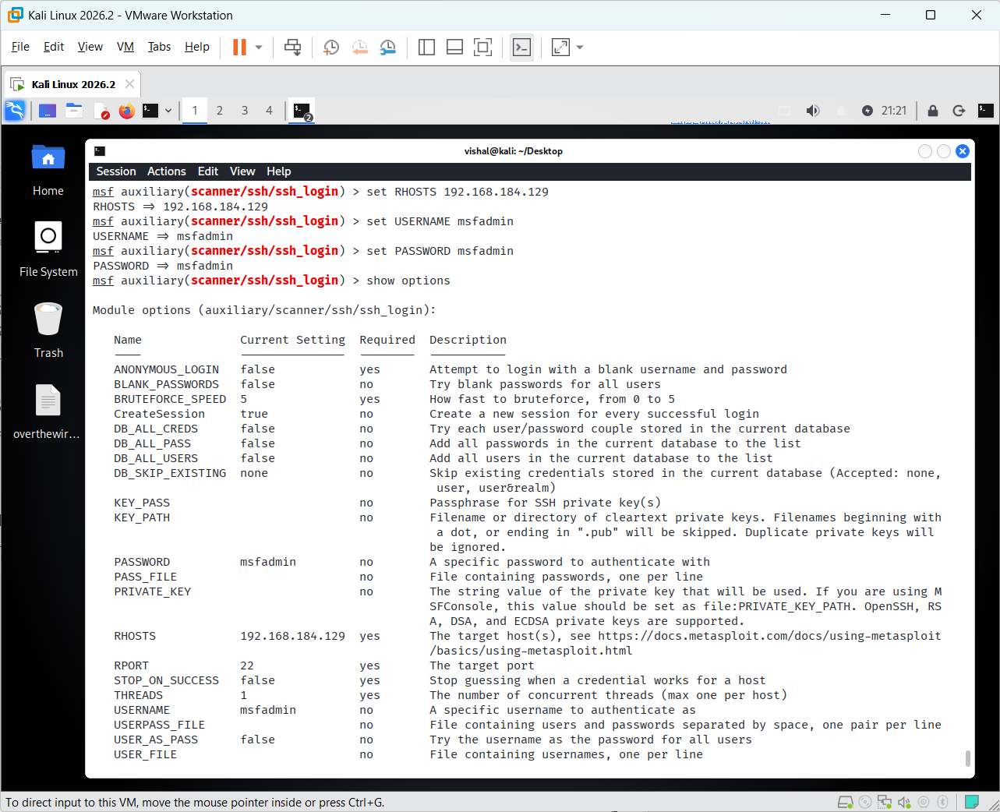 Kali Linux 2026.2 - VMware Workstation
File Edit View VM Tabs Help
Kali Linux 2026.2
1 2 3 4 2 21:21
vishal@kali: ~/Desktop
Session Actions Edit View Help
Home
File System
Trash
overthewir...
msf auxiliary(scanner/ssh/ssh_login) > set RHOSTS 192.168.184.129
RHOSTS ⇒ 192.168.184.129
msf auxiliary(scanner/ssh/ssh_login) > set USERNAME msfadmin
USERNAME ⇒ msfadmin
msf auxiliary(scanner/ssh/ssh_login) > set PASSWORD msfadmin
PASSWORD ⇒ msfadmin
msf auxiliary(scanner/ssh/ssh_login) > show options
Module options (auxiliary/scanner/ssh/ssh_login):
Name Current Setting Required Description
ANONYMOUS_LOGIN false yes Attempt to login with a blank username and password
BLANK_PASSWORDS false no Try blank passwords for all users
BRUTEFORCE_SPEED 5 yes How fast to bruteforce, from 0 to 5
CreateSession true no Create a new session for every successful login
DB_ALL_CREDS false no Try each user/password couple stored in the current database
DB_ALL_PASS false no Add all passwords in the current database to the list
DB_ALL_USERS false no Add all users in the current database to the list
DB_SKIP_EXISTING none no Skip existing credentials stored in the current database (Accepted: none,
user, user&realm)
KEY_PASS no Passphrase for SSH private key(s)
KEY_PATH no Filename or directory of cleartext private keys. Filenames beginning with
a dot, or ending in ".pub" will be skipped. Duplicate private keys will
be ignored.
PASSWORD msfadmin no A specific password to authenticate with
PASS_FILE no File containing passwords, one per line
PRIVATE_KEY no The string value of the private key that will be used. If you are using M
SFConsole, this value should be set as file:PRIVATE_KEY_PATH. OpenSSH, RS
A, DSA, and ECDSA private keys are supported.
RHOSTS 192.168.184.129 yes The target host(s), see https://docs.metasploit.com/docs/using-metasploit
/basics/using-metasploit.html
RPORT 22 yes The target port
STOP_ON_SUCCESS false yes Stop guessing when a credential works for a host
THREADS 1 yes The number of concurrent threads (max one per host)
USERNAME msfadmin no A specific username to authenticate as
USERPASS_FILE no File containing users and passwords separated by space, one pair per line
USER_AS_PASS false no Try the username as the password for all users
USER_FILE no File containing usernames, one per line
To direct input to this VM, move the mouse pointer inside or press Ctrl+G.